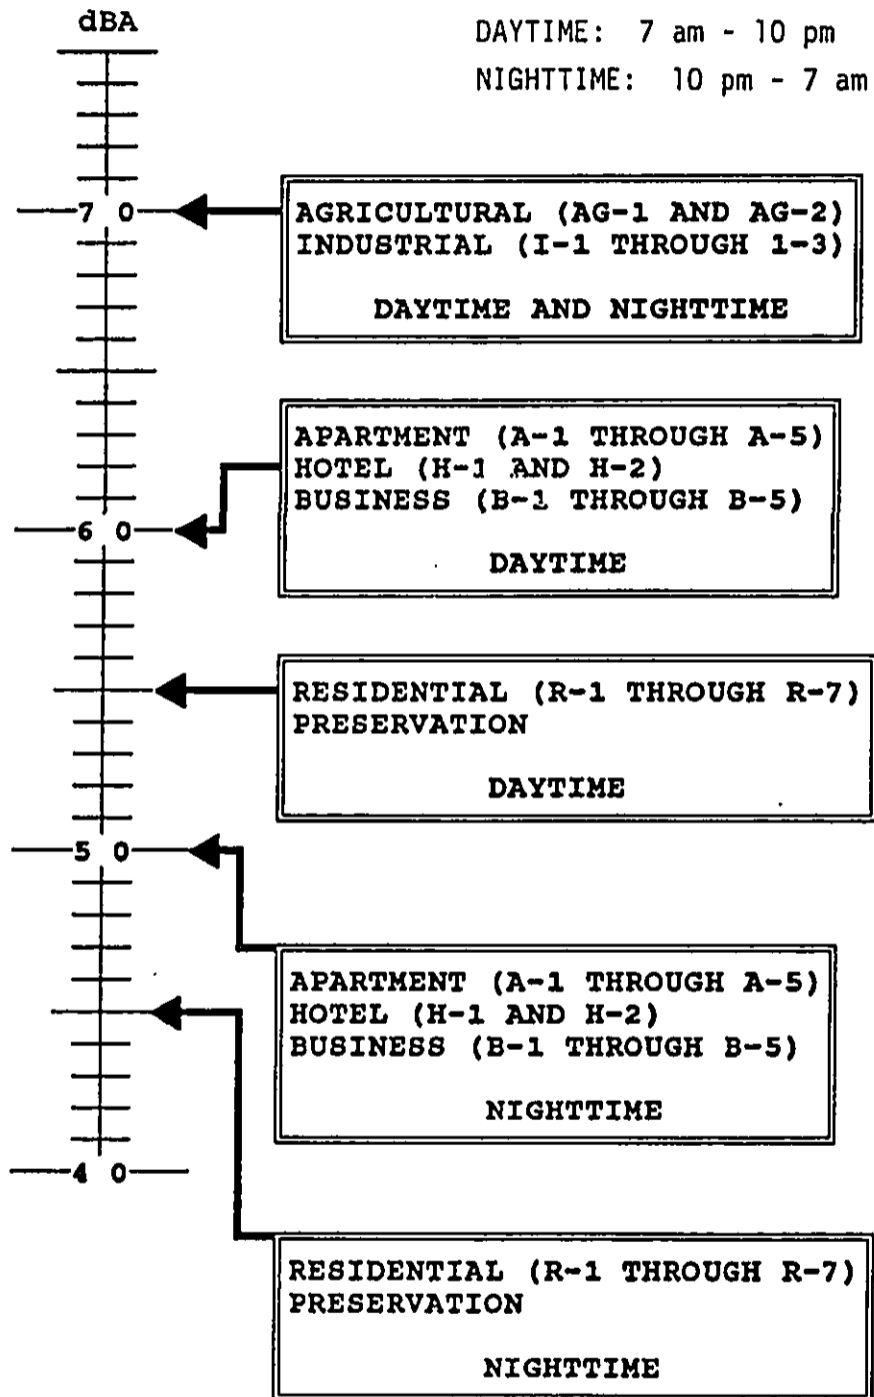 dBA
DAYTIME: 7 am - 10 pm
NIGHTTIME: 10 pm - 7 am
70
AGRICULTURAL (AG-1 AND AG-2)
INDUSTRIAL (I-1 THROUGH 1-3)
DAYTIME AND NIGHTTIME
APARTMENT (A-1 THROUGH A-5)
HOTEL (H-1 AND H-2)
BUSINESS (B-1 THROUGH B-5)
DAYTIME
60
RESIDENTIAL (R-1 THROUGH R-7)
PRESERVATION
DAYTIME
50
APARTMENT (A-1 THROUGH A-5)
HOTEL (H-1 AND H-2)
BUSINESS (B-1 THROUGH B-5)
NIGHTTIME
40
RESIDENTIAL (R-1 THROUGH R-7)
PRESERVATION
NIGHTTIME